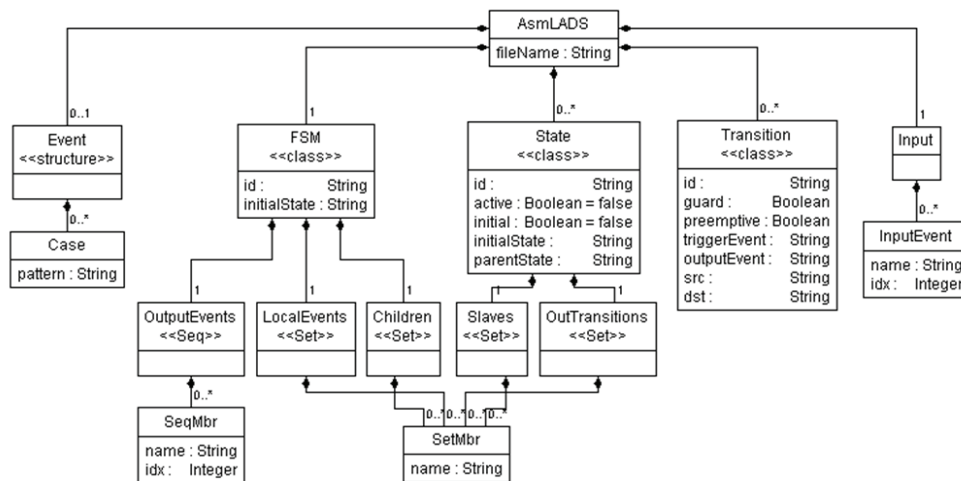 AsmLADS
fileName : String
0..1
1
0..*
0..*
1
Event
<<structure>>
FSM
<<class>>
id : String
initialState : String
State
<<class>>
id : String
active : Boolean = false
initial : Boolean = false
initialState : String
parentState : String
Transition
<<class>>
id : String
guard : Boolean
preemptive : Boolean
triggerEvent : String
outputEvent : String
src : String
dst : String
Input
0..*
0..*
Case
pattern : String
InputEvent
name : String
idx : Integer
1
1
1
1
1
OutputEvents
<<Seq>>
LocalEvents
<<Set>>
Children
<<Set>>
Slaves
<<Set>>
OutTransitions
<<Set>>
0..*
0..*
0..*
0..*
0..*
SeqMbr
name : String
idx : Integer
SetMbr
name : String